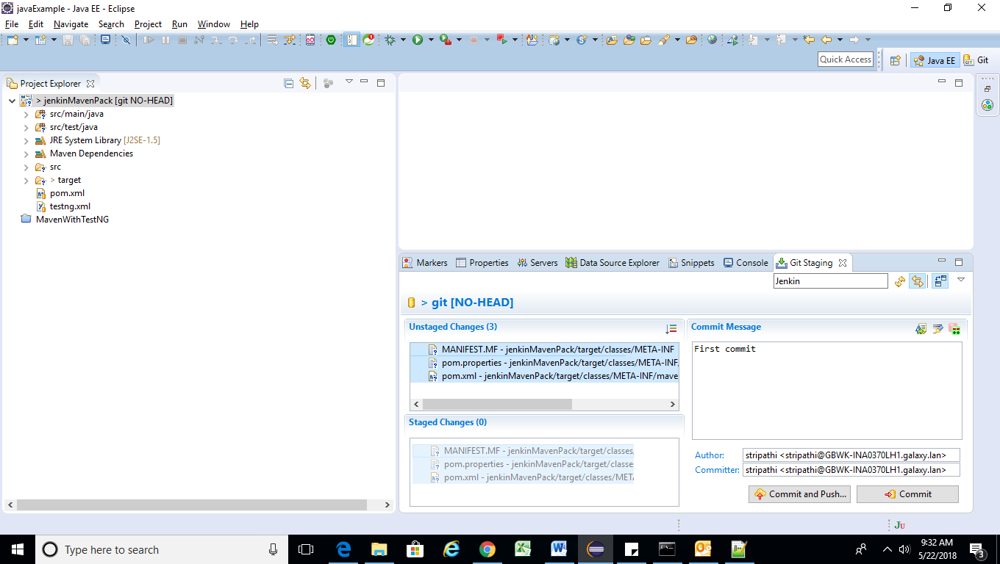 javaExample - Java EE - Eclipse
File Edit Navigate Search Project Run Window Help
Quick Access
Java EE
Git
Project Explorer
> jenkinMavenPack [git NO-HEAD]
src/main/java
src/test/java
JRE System Library [J2SE-1.5]
Maven Dependencies
src
> target
pom.xml
testng.xml
MavenWithTestNG
Markers Properties Servers Data Source Explorer Snippets Console Git Staging
Jenkin
> git [NO-HEAD]
Unstaged Changes (3)
MANIFEST.MF - jenkinMavenPack/target/classes/META-INF
pom.properties - jenkinMavenPack/target/classes/META-INF/
pom.xml - jenkinMavenPack/target/classes/META-INF/mave
Staged Changes (0)
MANIFEST.MF - jenkinMavenPack/target/classes/
pom.properties - jenkinMavenPack/target/classe
pom.xml - jenkinMavenPack/target/classes/META
Commit Message
First commit
Author: stripathi <stripathi@GBWK-INA0370LH1.galaxy.lan>
Committer: stripathi <stripathi@GBWK-INA0370LH1.galaxy.lan>
Commit and Push... Commit
Ju
Type here to search
9:32 AM
5/22/2018
3